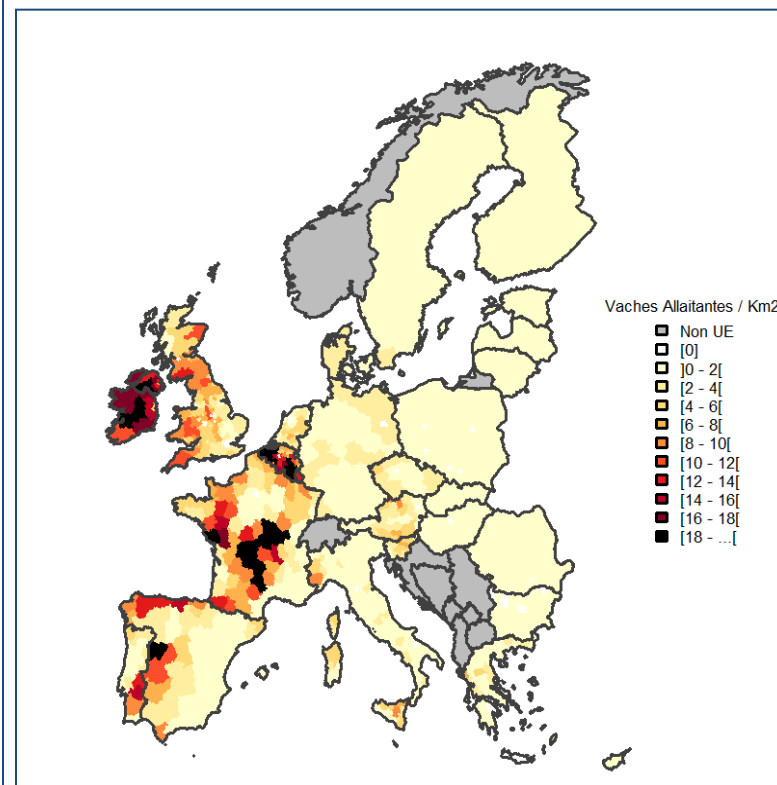 Vaches Allaitantes / Km2
Non UE
[0]
]0 - 2[
[2 - 4[
[4 - 6[
[6 - 8[
[8 - 10[
[10 - 12[
[12 - 14[
[14 - 16[
[16 - 18[
[18 - ...[